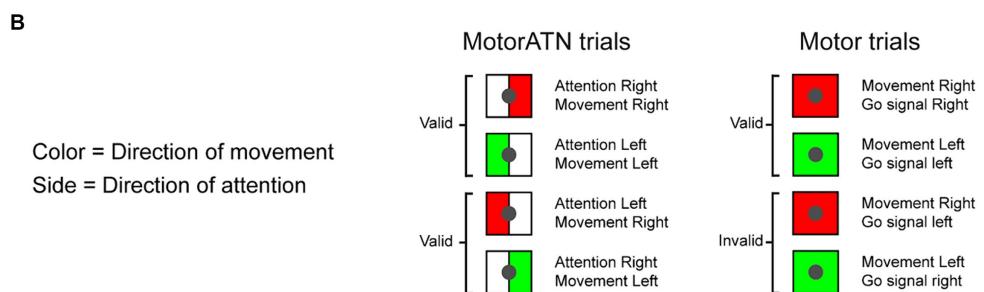 B
MotorATN trials
Motor trials
Color = Direction of movement
Side = Direction of attention
Valid
Attention Right
Movement Right
Attention Left
Movement Left
Valid
Attention Left
Movement Right
Attention Right
Movement Left
Valid
Movement Right
Go signal Right
Movement Left
Go signal left
Invalid
Movement Right
Go signal left
Movement Left
Go signal right